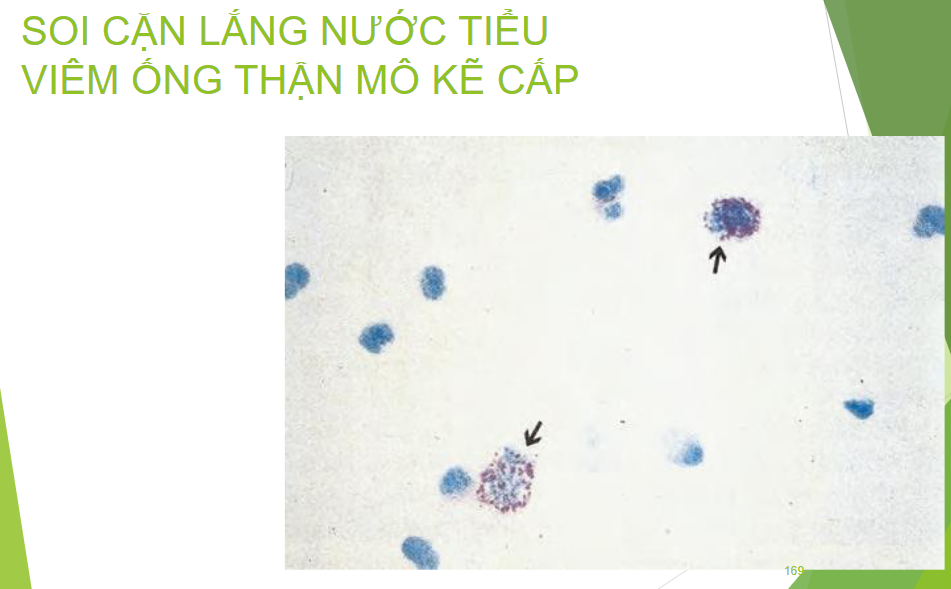 SOI CẶN LẮNG NƯỚC TIỂU
VIÊM ỐNG THẬN MÔ KẼ CẤP
169